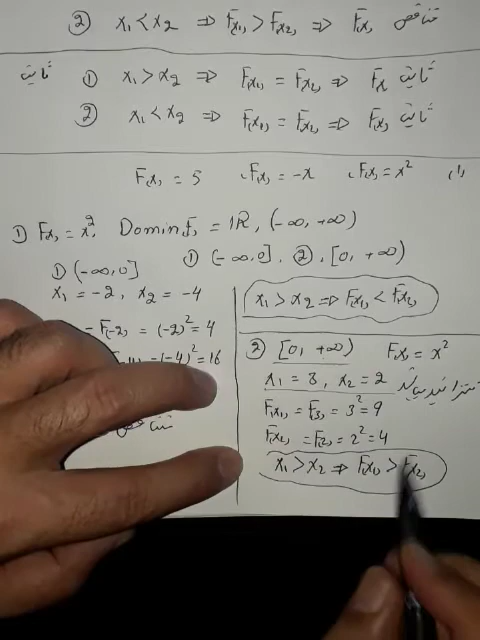 ② x₁ < x₂ ⇒ F(x₁) > F(x₂) ⇒ F(x) متناقص
ثابت ① x₁ > x₂ ⇒ F(x₁) = F(x₂) ⇒ Fx ثابت
② x₁ < x₂ ⇒ F(x₁) = F(x₂) ⇒ F(x) ثابت
F(x) = 5 ، F(x) = -x ، F(x) = x² (1
① F(x) = x², Domin F(x) = IR, (-∞, +∞)
① (-∞, 0] ② , [0, +∞)
① (-∞, 0]
x₁ = -2 , x₂ = -4
= F(-2) = (-2)² = 4
= (-4)² = 16
متناقص
x₁ > x₂ ⇒ F(x₁) < F(x₂)
② [0, +∞) F(x) = x²
x₁ = 3 , x₂ = 2
F(x₁) = F(3) = 3² = 9
F(x₂) = F(2) = 2² = 4
x₁ > x₂ ⇒ F(x₁) > F(x₂)